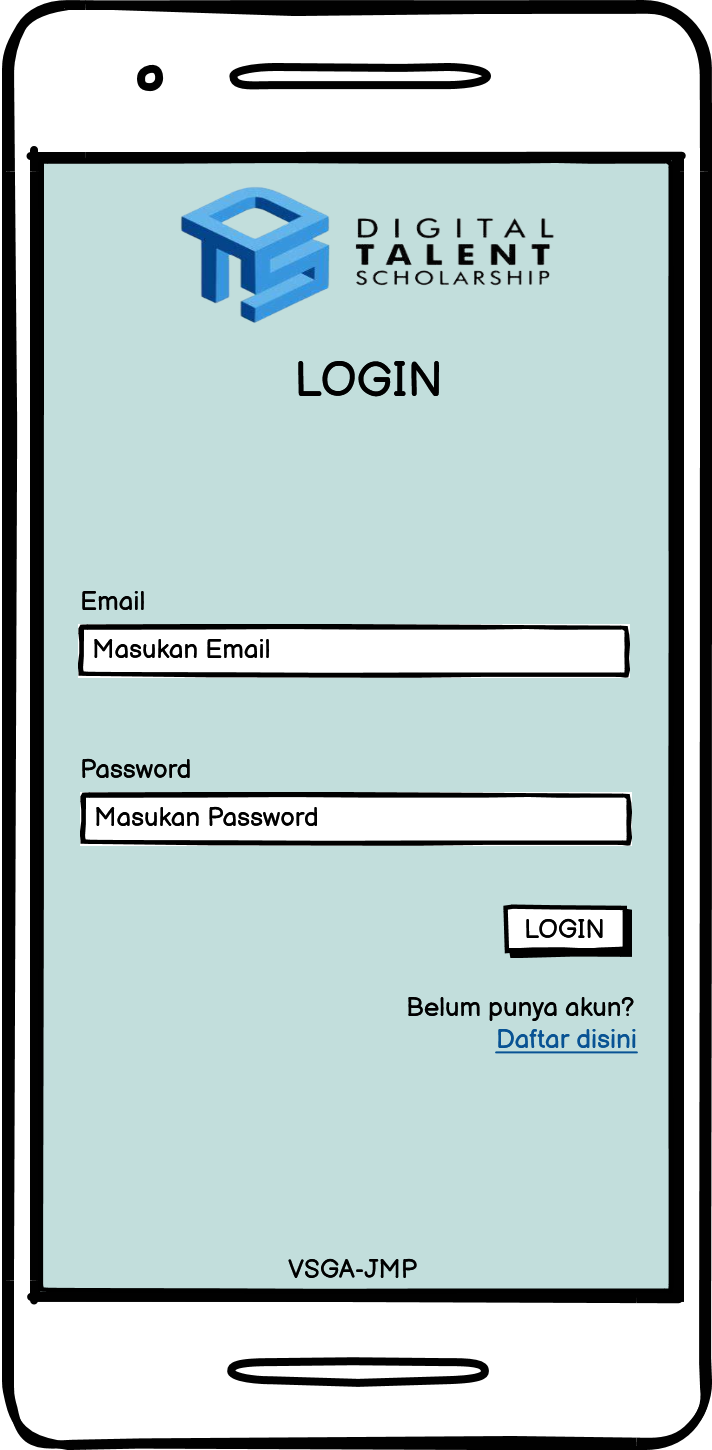 DIGITAL
TALENT
SCHOLARSHIP
LOGIN
Email
Masukan Email
Password
Masukan Password
LOGIN
Belum punya akun?
Daftar disini
VSGA-JMP